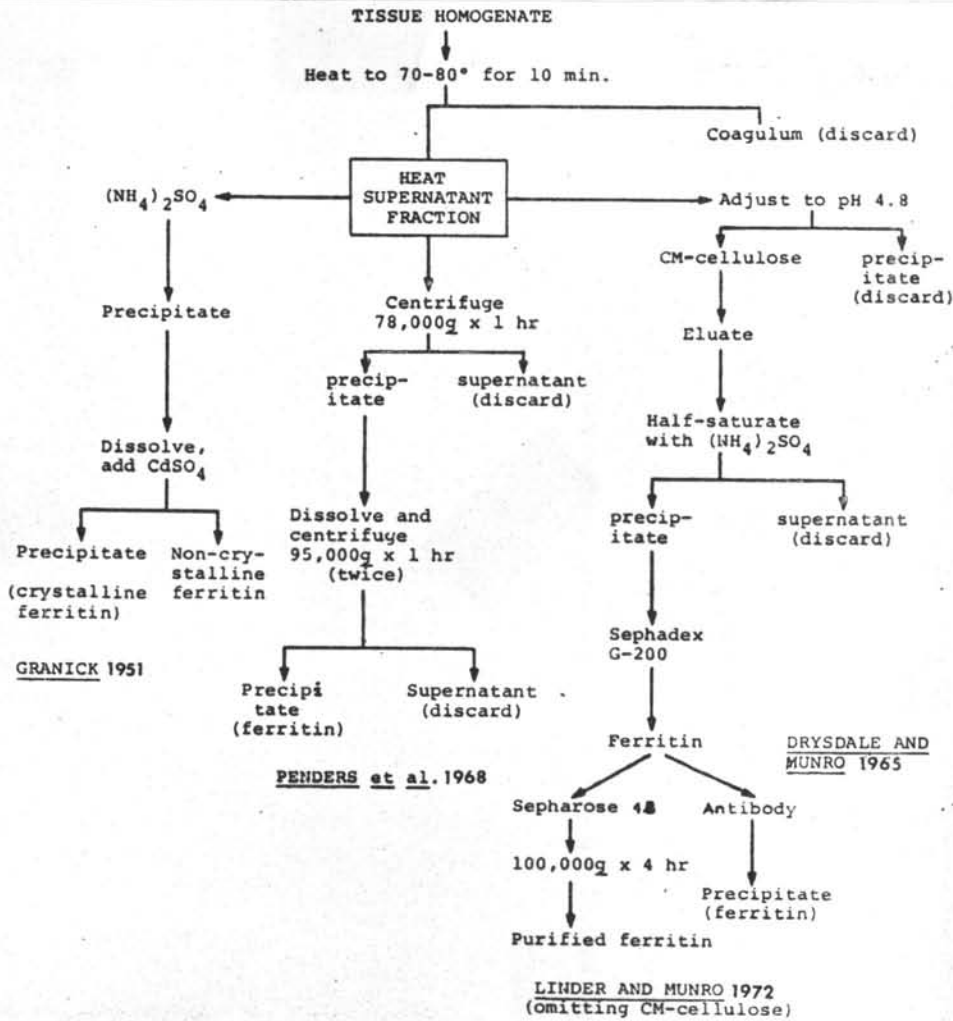 TISSUE HOMOGENATE
Heat to 70-80° for 10 min.
Coagulum (discard)
HEAT
SUPERNATANT
FRACTION
(NH4)2SO4
Precipitate
Dissolve,
add CdSO4
Precipitate
(crystalline
ferritin)
Non-cry-
stalline
ferritin
GRANICK 1951
Centrifuge
78,000g x 1 hr
precip-
itate
supernatant
(discard)
Dissolve and
centrifuge
95,000g x 1 hr
(twice)
Precipi
tate
(ferritin)
Supernatant
(discard)
PENDERS et al. 1968
Adjust to pH 4.8
CM-cellulose
precip-
itate
(discard)
Eluate
Half-saturate
with (NH4)2SO4
precip-
itate
supernatant
(discard)
Sephadex
G-200
Ferritin
DRYSDALE AND
MUNRO 1965
Sepharose 4B
Antibody
100,000g x 4 hr
Precipitate
(ferritin)
Purified ferritin
LINDER AND MUNRO 1972
(omitting CM-cellulose)